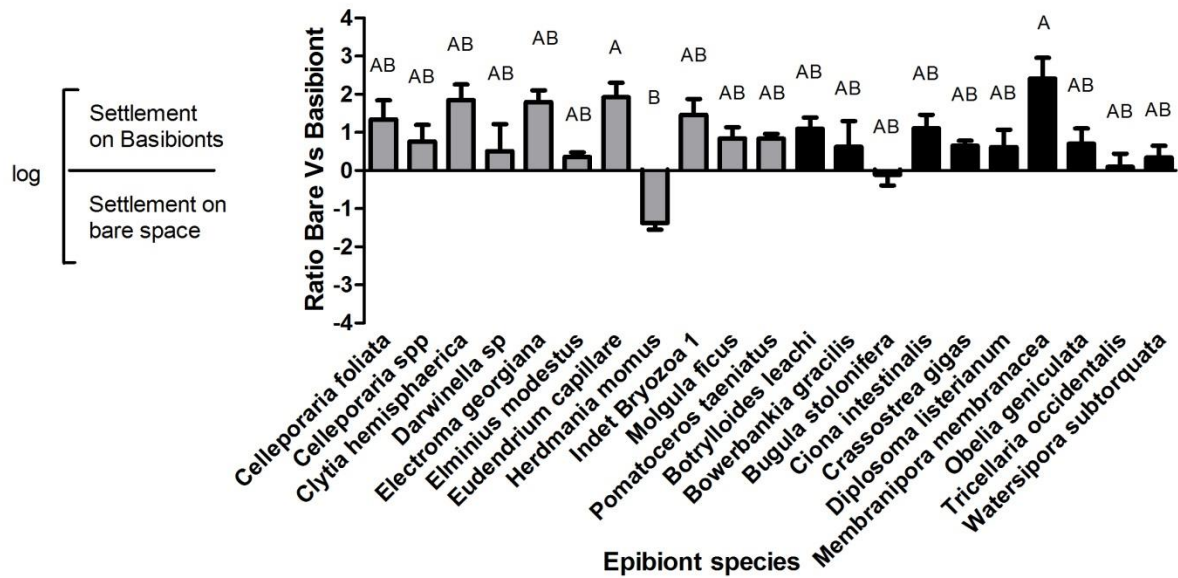 log
Settlement
on Basibionts
Settlement on
bare space
Ratio Bare Vs Basibiont
4
3
2
1
0
-1
-2
-3
-4
AB
AB
AB
AB
AB
AB
A
B
AB
AB
AB
AB
AB
AB
AB
AB
AB
A
AB
AB
AB
Celleporaria foliata
Celleporaria spp
Clytia hemisphaerica
Darwinella sp
Electroma georgiana
Elminius modestus
Eudendrium capillare
Herdmania momus
Indet Bryozoa 1
Molgula ficus
Pomatoceros taeniatus
Botrylloides leachi
Bowerbankia gracilis
Bugula stolonifera
Ciona intestinalis
Crassostrea gigas
Diplosoma listerianum
Membranipora membranacea
Obelia geniculata
Tricellaria occidentalis
Watersipora subtorquata
Epibiont species